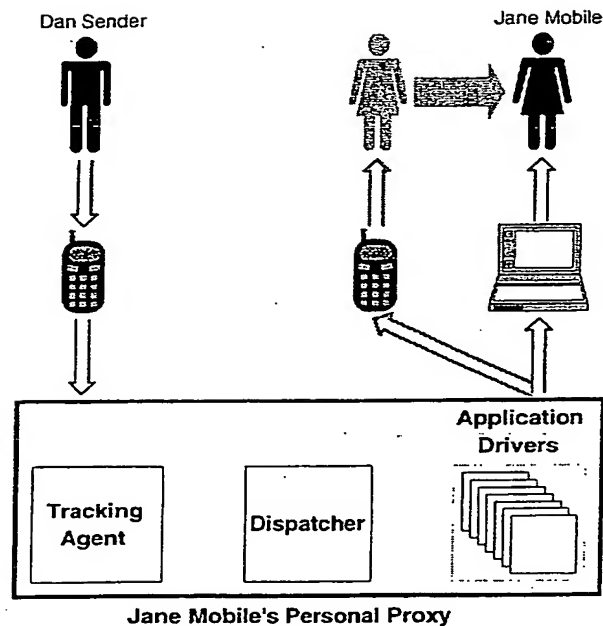 Dan Sender
Jane Mobile
Application
Drivers
Tracking
Agent
Dispatcher
Jane Mobile's Personal Proxy